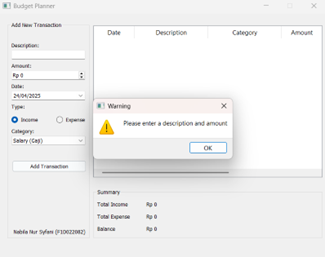 Budget Planner
Add New Transaction
Description:
Amount:
Rp 0
Date:
24/04/2025
Type:
Income
Expense
Category:
Salary (Gaji)
Add Transaction
Nabila Nur Syfani (F1D022082)
Date Description Category Amount
Warning
Please enter a description and amount
OK
Summary
Total Income Rp 0
Total Expense Rp 0
Balance Rp 0